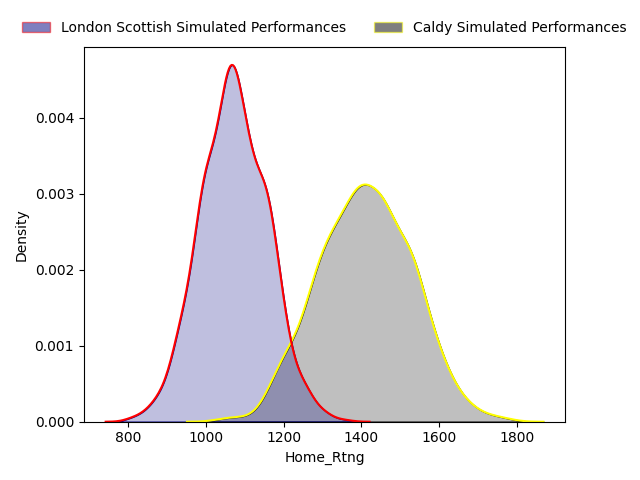 London Scottish Simulated Performances
Caldy Simulated Performances
0.004
0.003
0.002
0.001
0.000
Density
800 1000 1200 1400 1600 1800
Home_Rtng